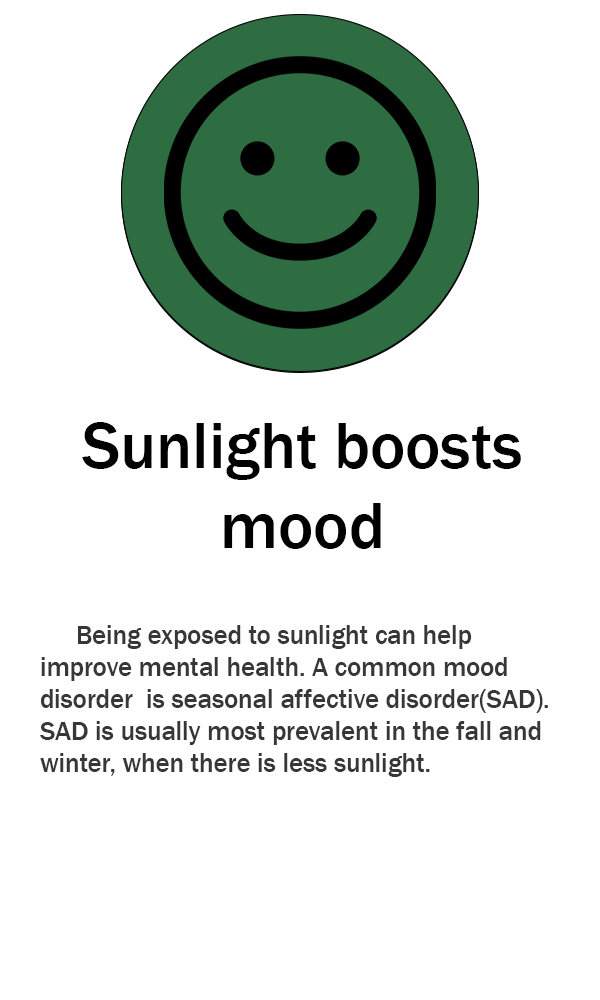 Sunlight boosts
mood
Being exposed to sunlight can help
improve mental health. A common mood
disorder  is seasonal affective disorder(SAD).
SAD is usually most prevalent in the fall and
winter, when there is less sunlight.